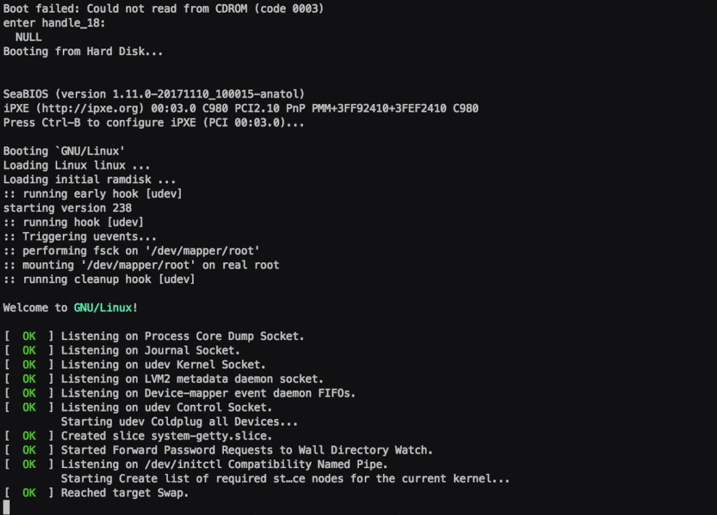 Boot failed: Could not read from CDROM (code 0003)
enter handle_18:
  NULL
Booting from Hard Disk...
SeaBIOS (version 1.11.0-20171110_100015-anatol)
iPXE (http://ipxe.org) 00:03.0 C980 PCI2.10 PnP PMM+3FF92410+3FEF2410 C980
Press Ctrl-B to configure iPXE (PCI 00:03.0)...
Booting `GNU/Linux'
Loading Linux linux ...
Loading initial ramdisk ...
:: running early hook [udev]
starting version 238
:: running hook [udev]
:: Triggering uevents...
:: performing fsck on '/dev/mapper/root'
:: mounting '/dev/mapper/root' on real root
:: running cleanup hook [udev]
Welcome to GNU/Linux!
[  OK  ] Listening on Process Core Dump Socket.
[  OK  ] Listening on Journal Socket.
[  OK  ] Listening on udev Kernel Socket.
[  OK  ] Listening on LVM2 metadata daemon socket.
[  OK  ] Listening on Device-mapper event daemon FIFOs.
[  OK  ] Listening on udev Control Socket.
         Starting udev Coldplug all Devices...
[  OK  ] Created slice system-getty.slice.
[  OK  ] Started Forward Password Requests to Wall Directory Watch.
[  OK  ] Listening on /dev/initctl Compatibility Named Pipe.
         Starting Create list of required st…ce nodes for the current kernel...
[  OK  ] Reached target Swap.